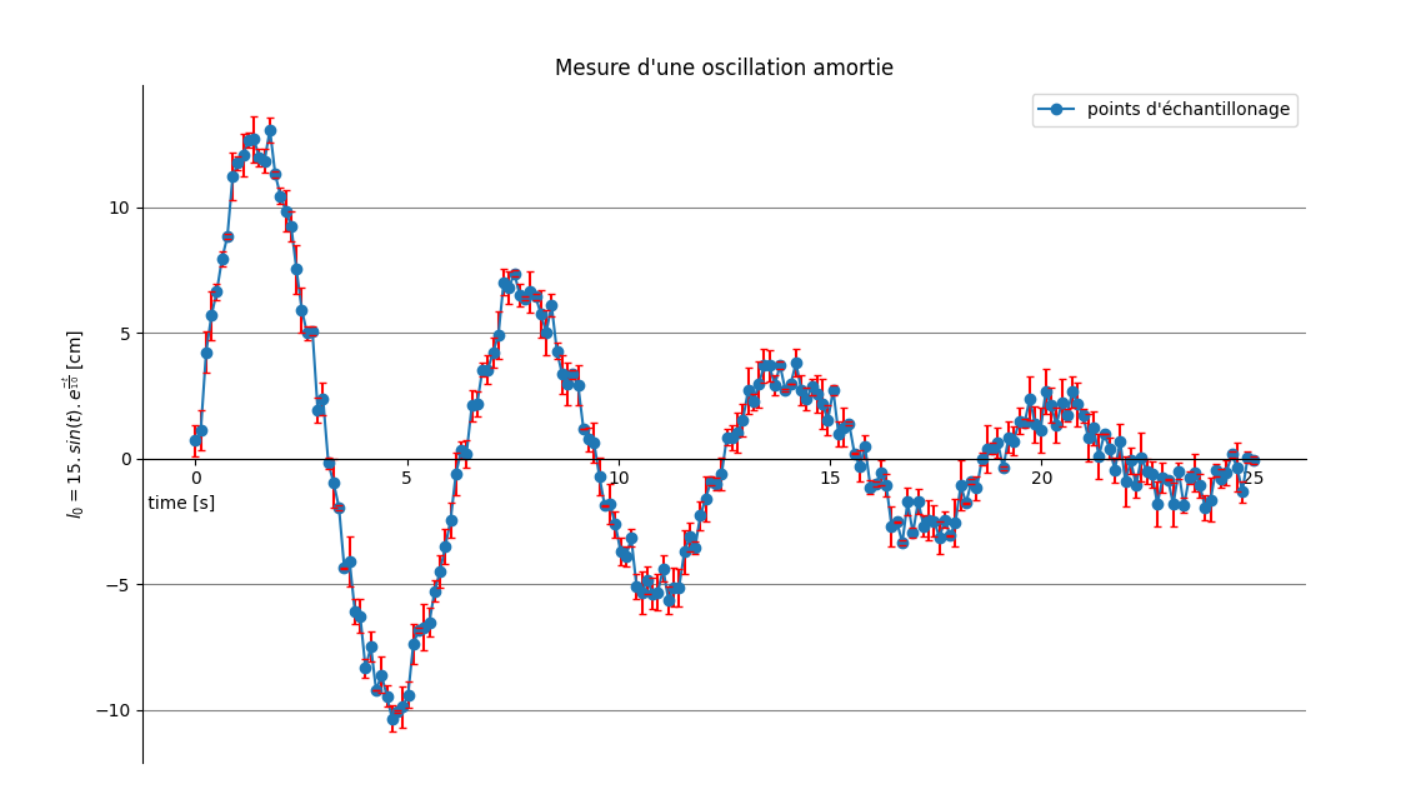 Mesure d'une oscillation amortie
points d'échantillonage
10
5
0
−5
−10
l₀ = 15. sin(t). e^{\frac{-t}{10}} [cm]
time [s]
0 5 10 15 20 25